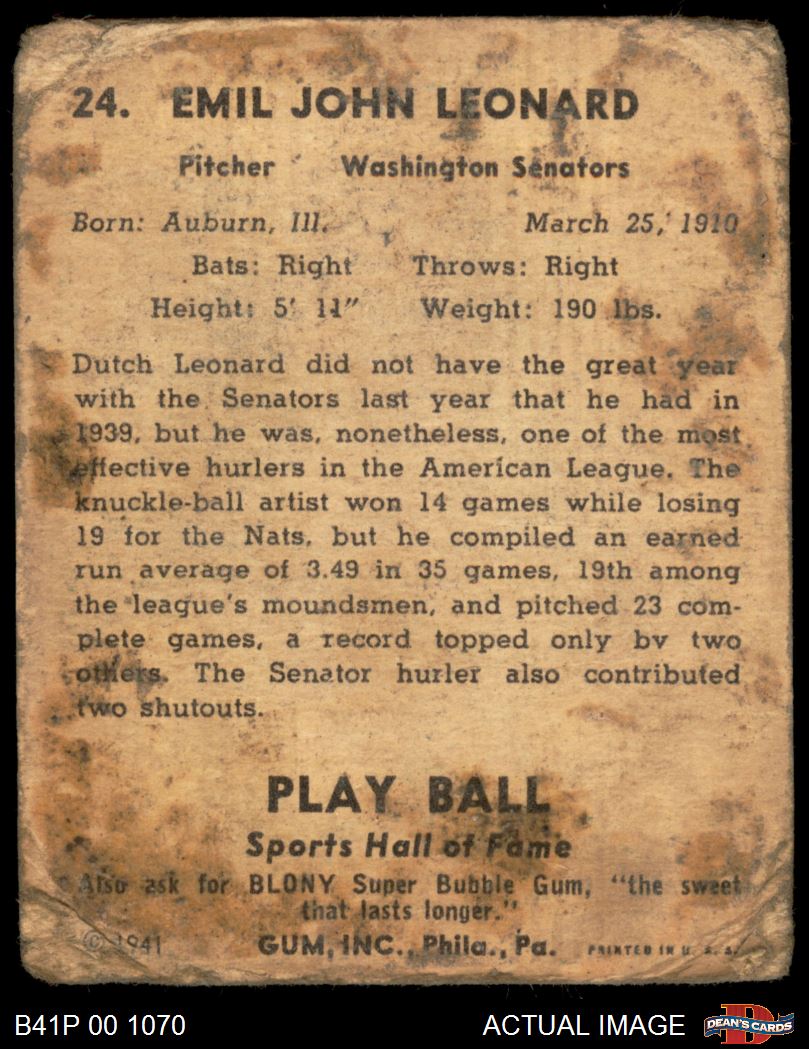 24. EMIL JOHN LEONARD
Pitcher Washington Senators
Born: Auburn, Ill. March 25, 1910
Bats: Right Throws: Right
Height: 5' 11" Weight: 190 lbs.
Dutch Leonard did not have the great year
with the Senators last year that he had in
1939, but he was, nonetheless, one of the most
effective hurlers in the American League. The
knuckle-ball artist won 14 games while losing
19 for the Nats, but he compiled an earned
run average of 3.49 in 35 games, 19th among
the league's moundsmen, and pitched 23 com-
plete games, a record topped only by two
others. The Senator hurler also contributed
two shutouts.
PLAY BALL
Sports Hall of Fame
Also ask for BLONY Super Bubble Gum, "the sweet
that lasts longer."
© 1941 GUM, INC., Phila., Pa. PRINTED IN U. S. A.
B41P 00 1070 ACTUAL IMAGE D DEAN'S CARDS